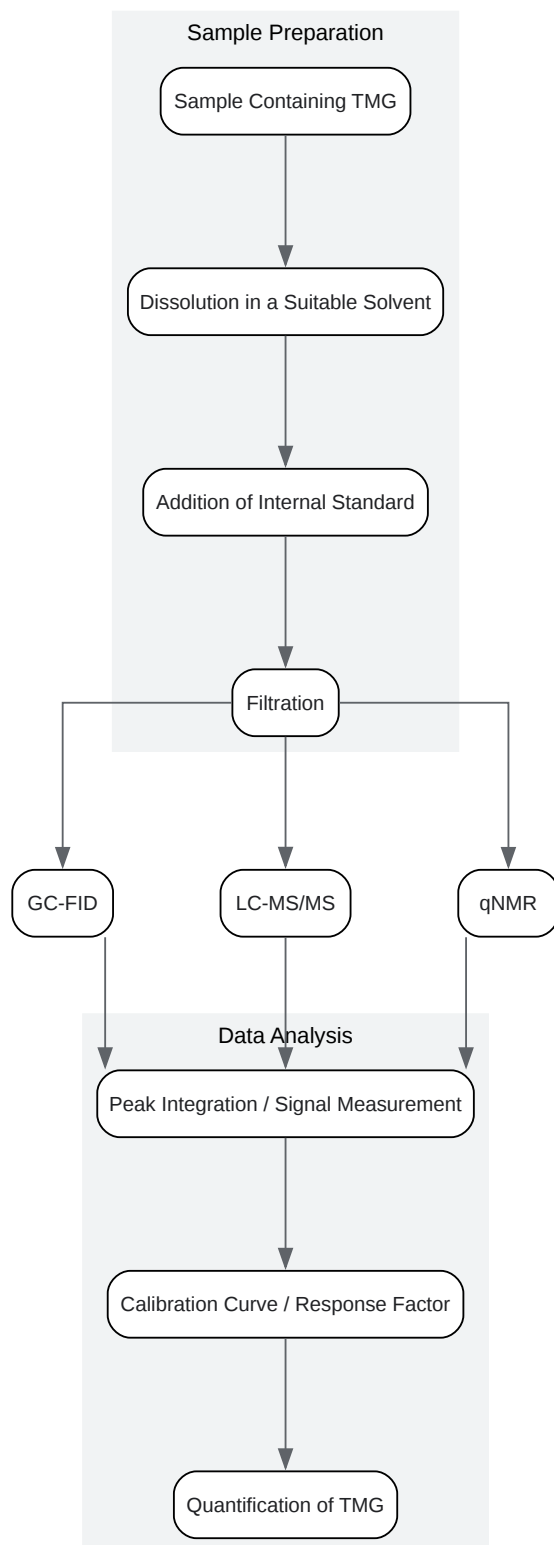 Sample Preparation
Sample Containing TMG
Dissolution in a Suitable Solvent
Addition of Internal Standard
Filtration
GC-FID
LC-MS/MS
qNMR
Data Analysis
Peak Integration / Signal Measurement
Calibration Curve / Response Factor
Quantification of TMG